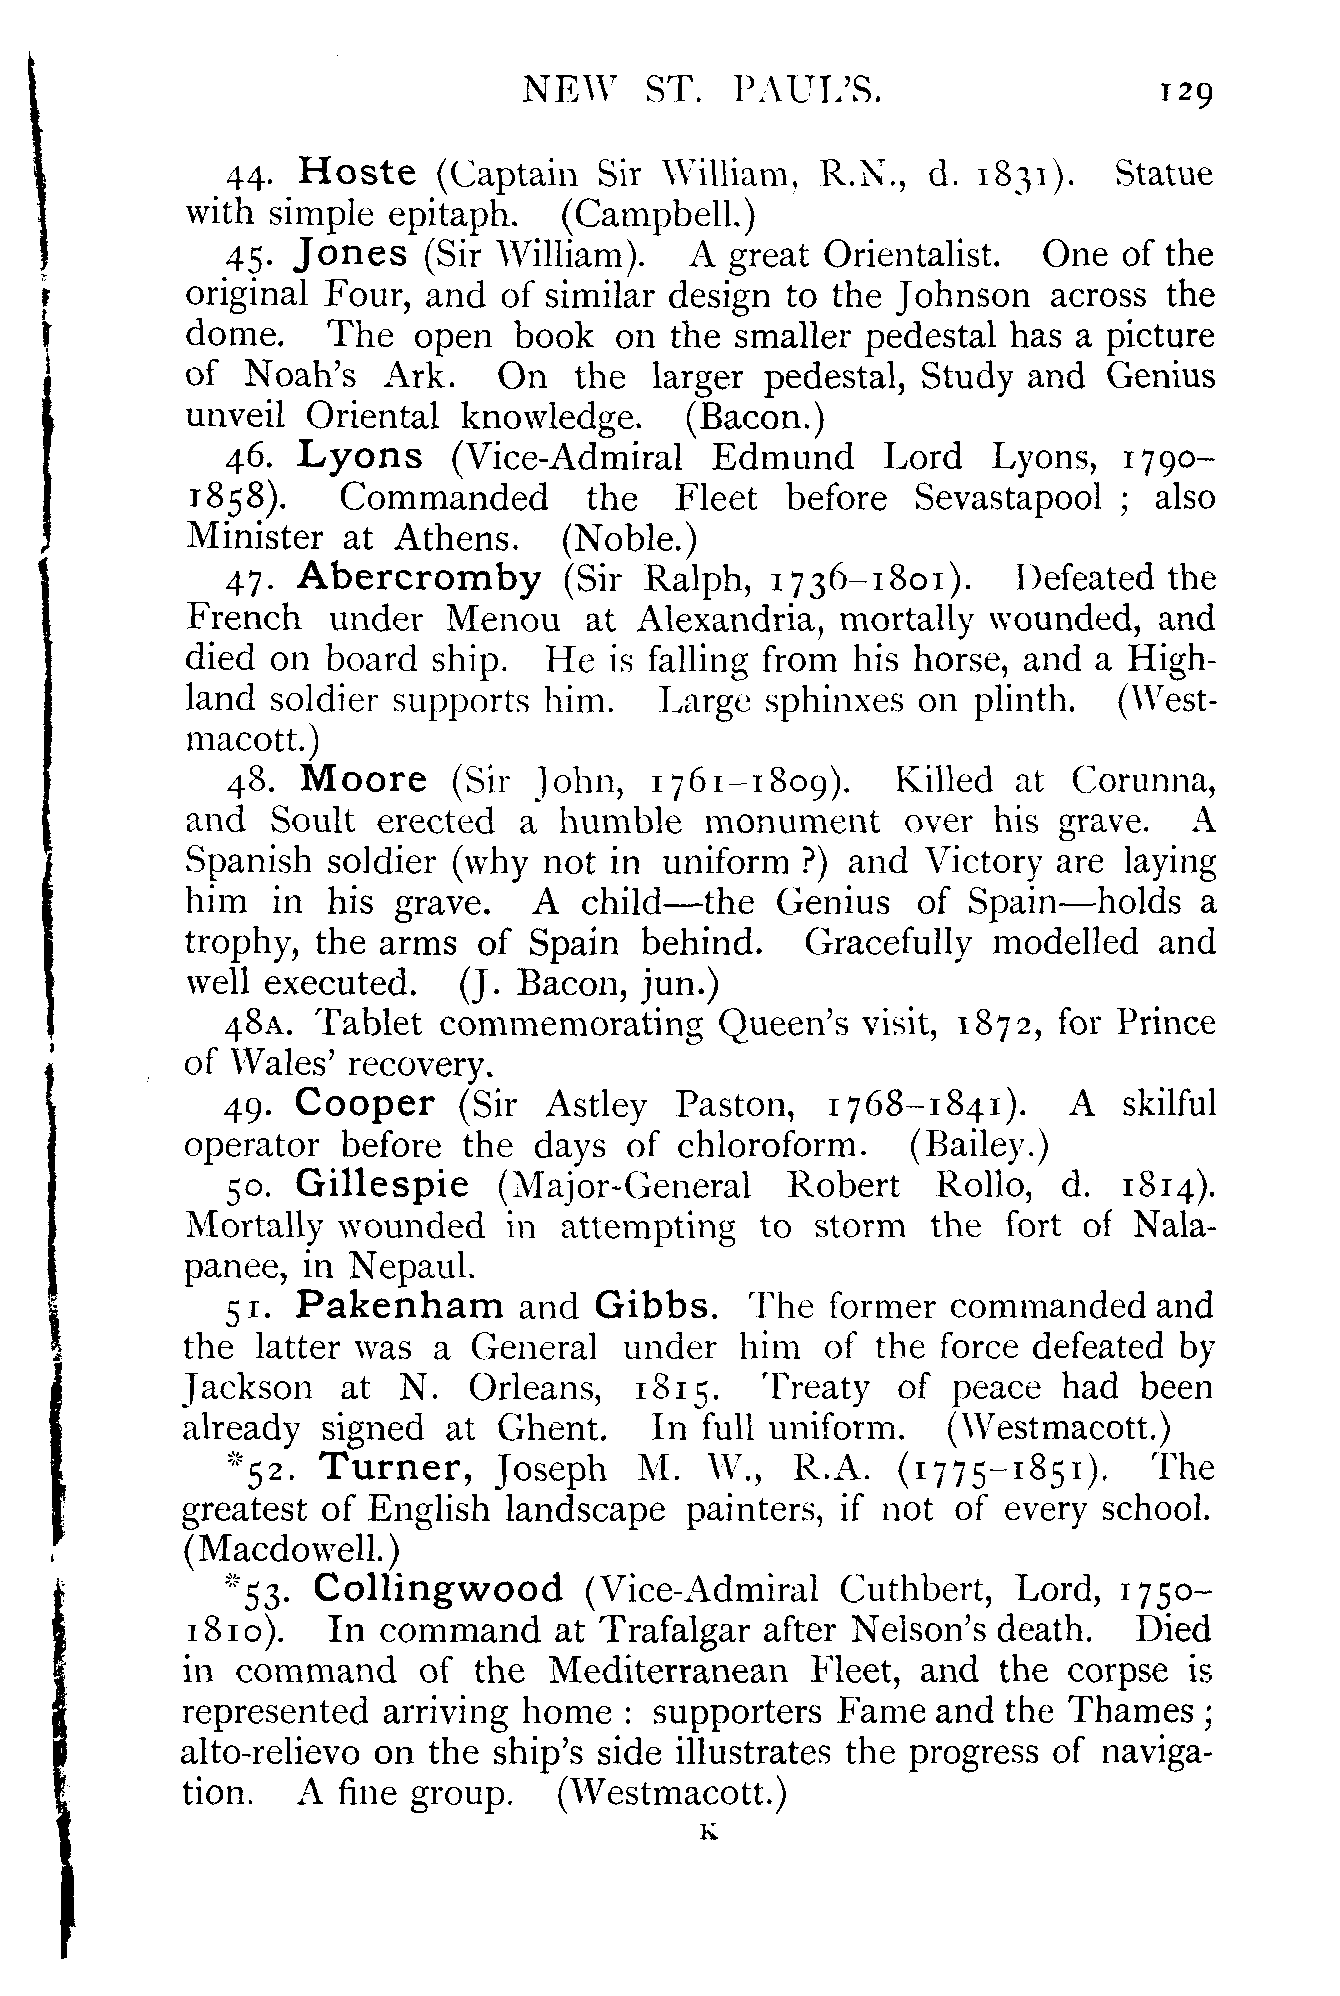 NEW ST. PAUL'S. 129
44. Hoste (Captain Sir William, R.N., d. 1831). Statue
with simple epitaph. (Campbell.)
45. Jones (Sir William). A great Orientalist. One of the
original Four, and of similar design to the Johnson across the
dome. The open book on the smaller pedestal has a picture
of Noah's Ark. On the larger pedestal, Study and Genius
unveil Oriental knowledge. (Bacon.)
46. Lyons (Vice-Admiral Edmund Lord Lyons, 1790–
1858). Commanded the Fleet before Sevastapool ; also
Minister at Athens. (Noble.)
47. Abercromby (Sir Ralph, 1736–1801). Defeated the
French under Menou at Alexandria, mortally wounded, and
died on board ship. He is falling from his horse, and a High-
land soldier supports him. Large sphinxes on plinth. (West-
macott.)
48. Moore (Sir John, 1761–1809). Killed at Corunna,
and Soult erected a humble monument over his grave. A
Spanish soldier (why not in uniform ?) and Victory are laying
him in his grave. A child—the Genius of Spain—holds a
trophy, the arms of Spain behind. Gracefully modelled and
well executed. (J. Bacon, jun.)
48A. Tablet commemorating Queen's visit, 1872, for Prince
of Wales' recovery.
49. Cooper (Sir Astley Paston, 1768–1841). A skilful
operator before the days of chloroform. (Bailey.)
50. Gillespie (Major-General Robert Rollo, d. 1814).
Mortally wounded in attempting to storm the fort of Nala-
panee, in Nepaul.
51. Pakenham and Gibbs. The former commanded and
the latter was a General under him of the force defeated by
Jackson at N. Orleans, 1815. Treaty of peace had been
already signed at Ghent. In full uniform. (Westmacott.)
*52. Turner, Joseph M. W., R.A. (1775–1851). The
greatest of English landscape painters, if not of every school.
(Macdowell.)
*53. Collingwood (Vice-Admiral Cuthbert, Lord, 1750–
1810). In command at Trafalgar after Nelson's death. Died
in command of the Mediterranean Fleet, and the corpse is
represented arriving home : supporters Fame and the Thames ;
alto-relievo on the ship's side illustrates the progress of naviga-
tion. A fine group. (Westmacott.)
K